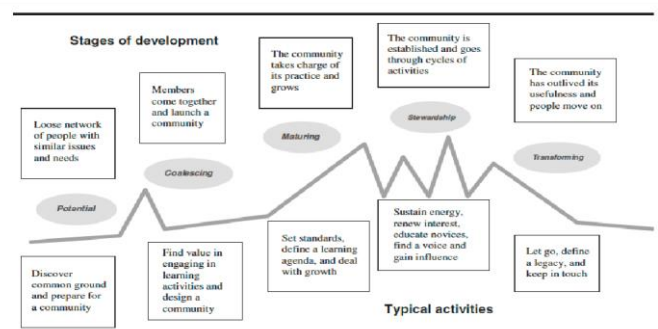 Stages of development
Loose network
of people with
similar issues
and needs
Members
come together
and launch a
community
The community
takes charge of
its practice and
grows
The community is
established and goes
through cycles of
activities
The community
has outlived its
usefulness and
people move on
Potential
Coalescing
Maturing
Stewardship
Transforming
Discover
common ground
and prepare for
a community
Find value in
engaging in
learning
activities and
design a
community
Set standards,
define a learning
agenda, and deal
with growth
Sustain energy,
renew interest,
educate novices,
find a voice and
gain influence
Let go, define
a legacy, and
keep in touch
Typical activities